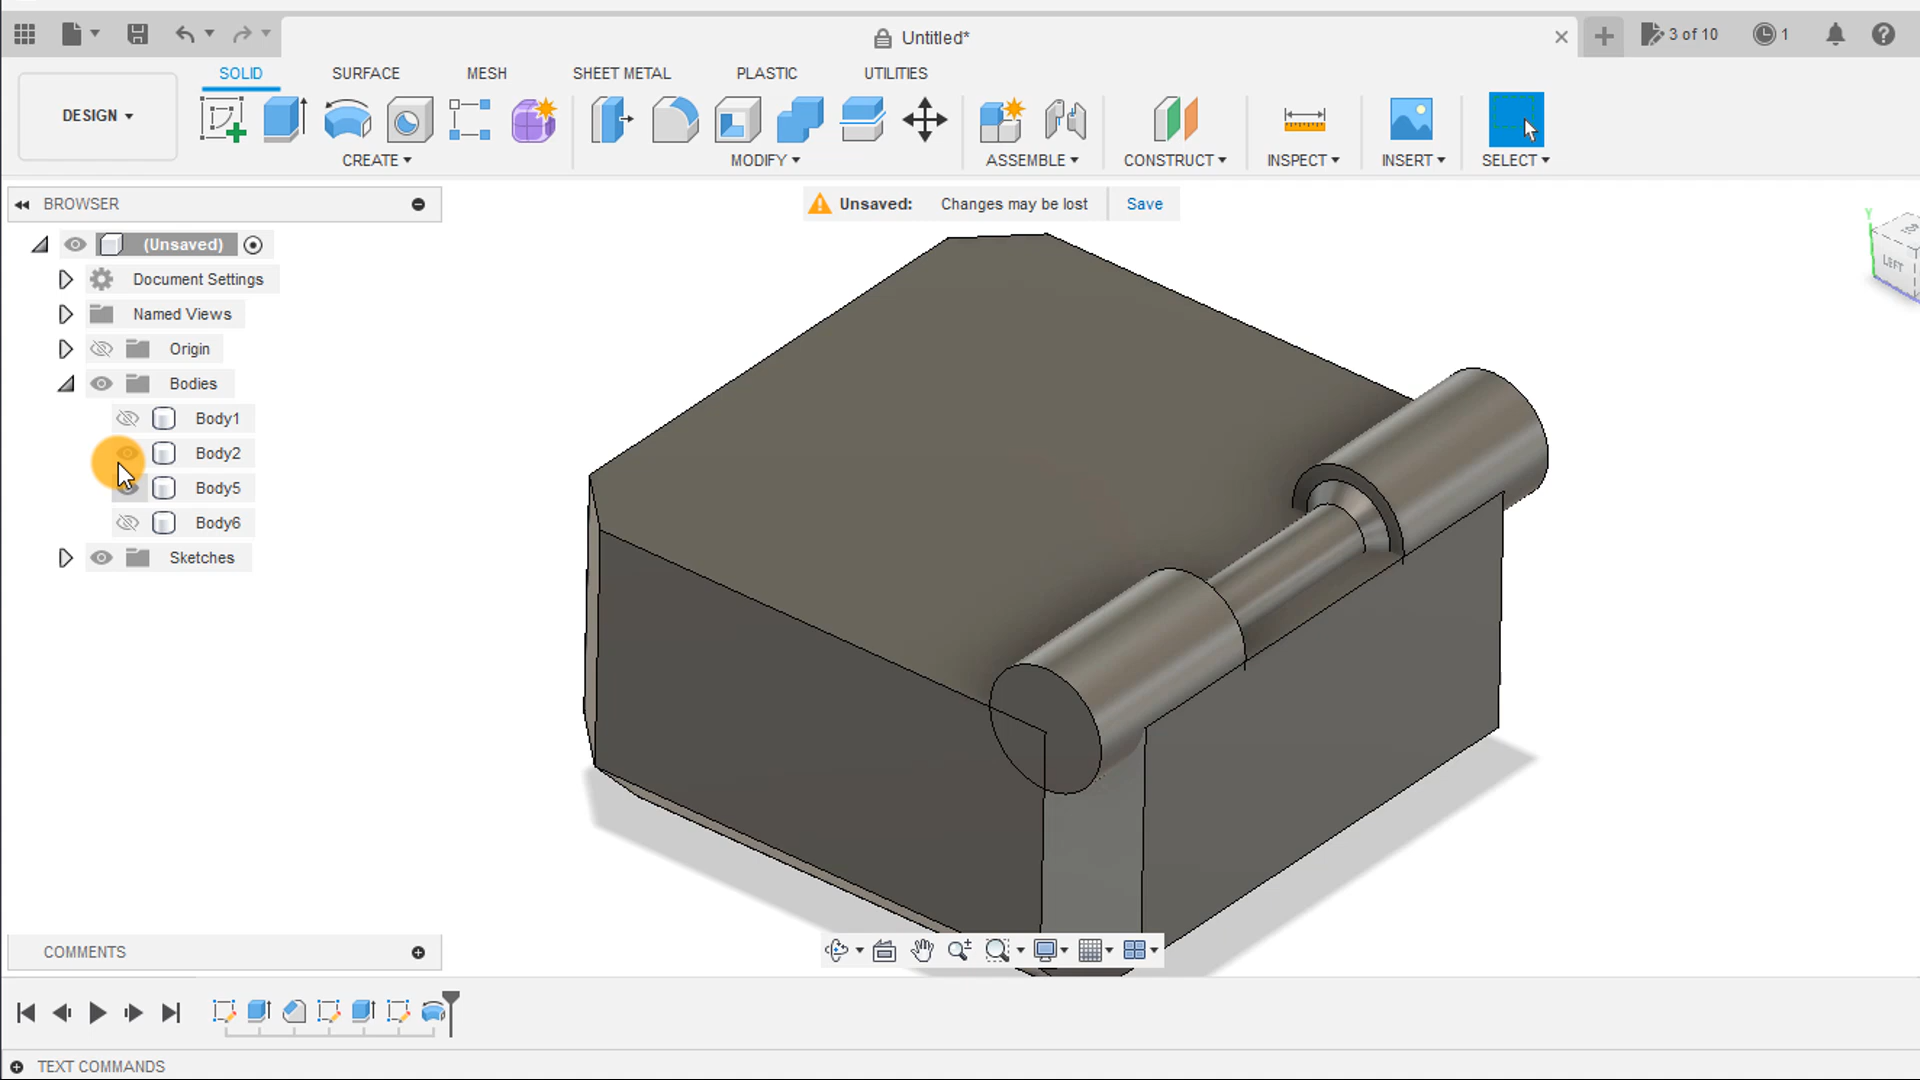 Untitled*
3 of 10
1
DESIGN
SOLID
SURFACE
MESH
SHEET METAL
PLASTIC
UTILITIES
CREATE
MODIFY
ASSEMBLE
CONSTRUCT
INSPECT
INSERT
SELECT
BROWSER
Unsaved: Changes may be lost Save
(Unsaved)
Document Settings
Named Views
Origin
Bodies
Body1
Body2
Body5
Body6
Sketches
Y
LEFT
COMMENTS
TEXT COMMANDS